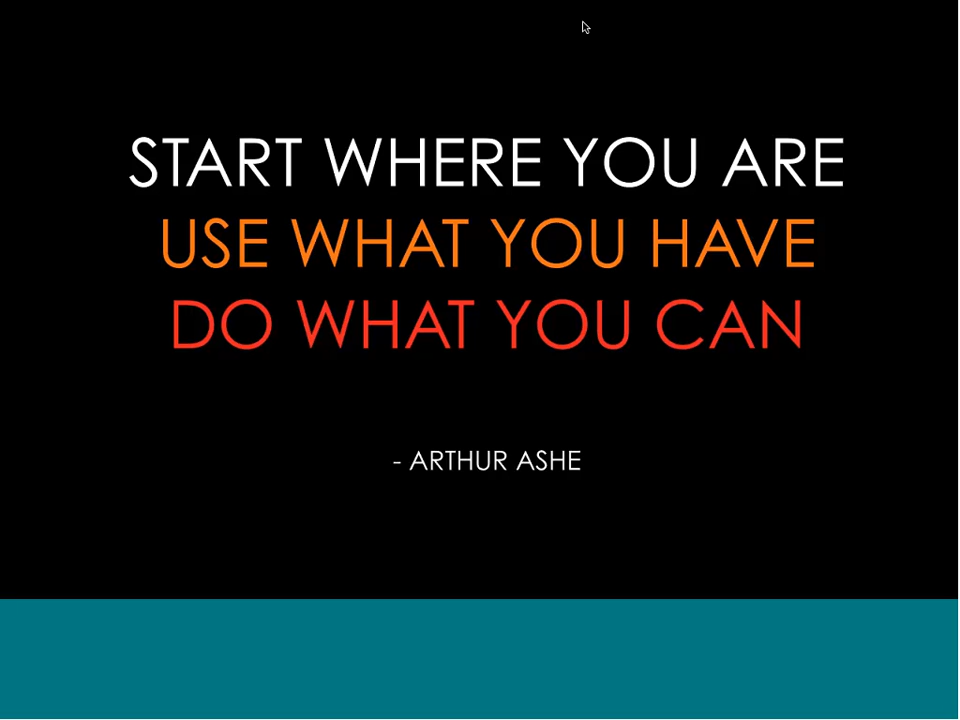 START WHERE YOU ARE
USE WHAT YOU HAVE
DO WHAT YOU CAN
- ARTHUR ASHE